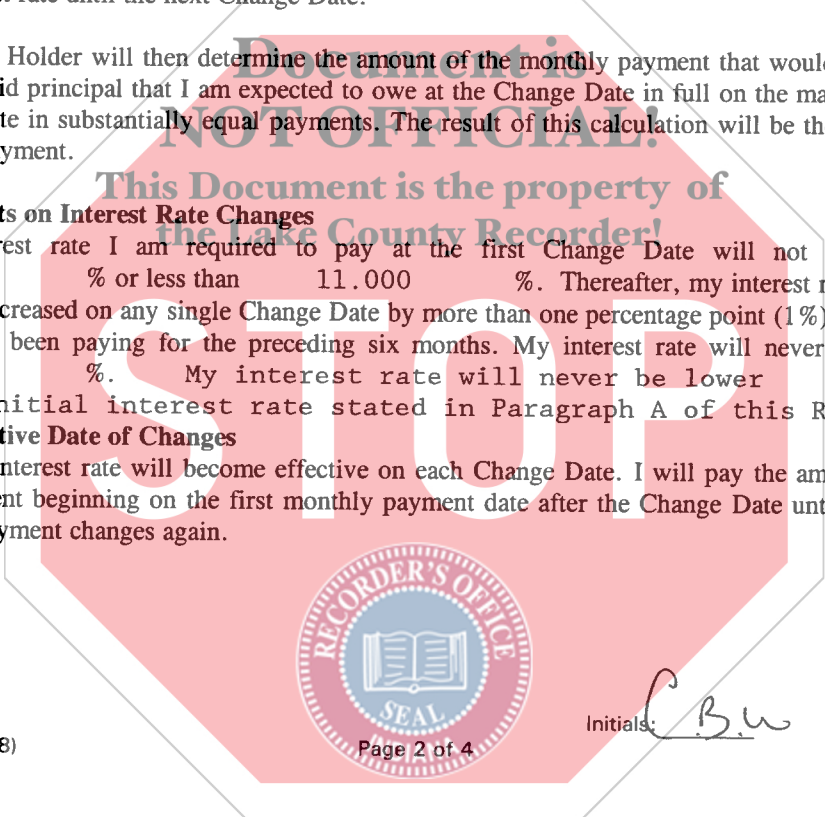 t rate until the next Change Date.
Document is
Holder will then determine the amount of the monthly payment that would
id principal that I am expected to owe at the Change Date in full on the ma
te in substantially equal payments. The result of this calculation will be th
NOT OFFICIAL!
yment.
This Document is the property of
ts on Interest Rate Changes
the Lake County Recorder!
rest rate I am required to pay at the first Change Date will not
% or less than 11.000 %. Thereafter, my interest r
creased on any single Change Date by more than one percentage point (1%)
been paying for the preceding six months. My interest rate will never
%. My interest rate will never be lower
nitial interest rate stated in Paragraph A of this R
STOP
tive Date of Changes
nterest rate will become effective on each Change Date. I will pay the am
nt beginning on the first monthly payment date after the Change Date unt
yment changes again.
RECORDER'S OFFICE
SEAL
INDIANA
Initials: C.B.W
8)
Page 2 of 4